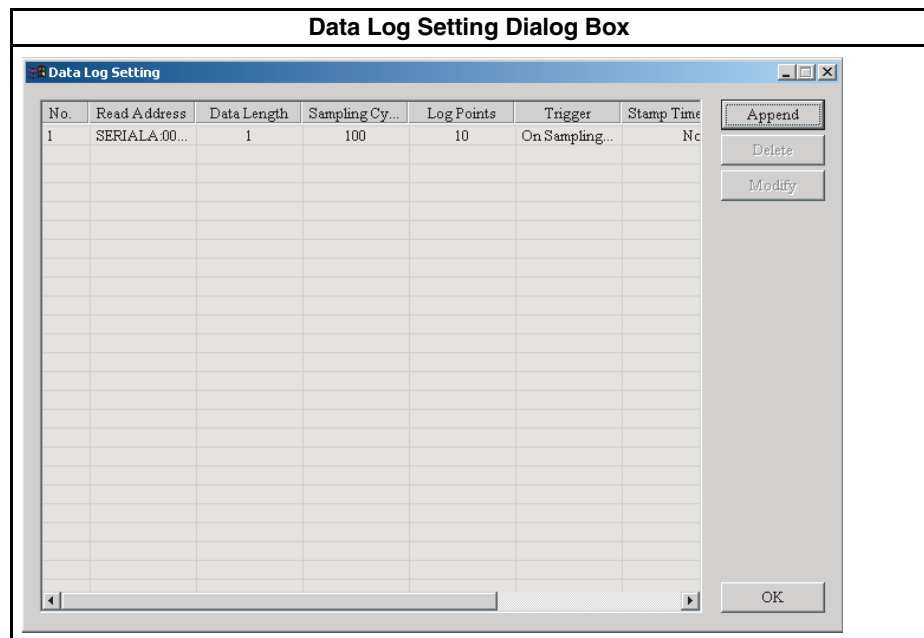 Data Log Setting Dialog Box
Data Log Setting
No. Read Address Data Length Sampling Cy... Log Points Trigger Stamp Time
1 SERIALA:00... 1 100 10 On Sampling... No
Append
Delete
Modify
OK